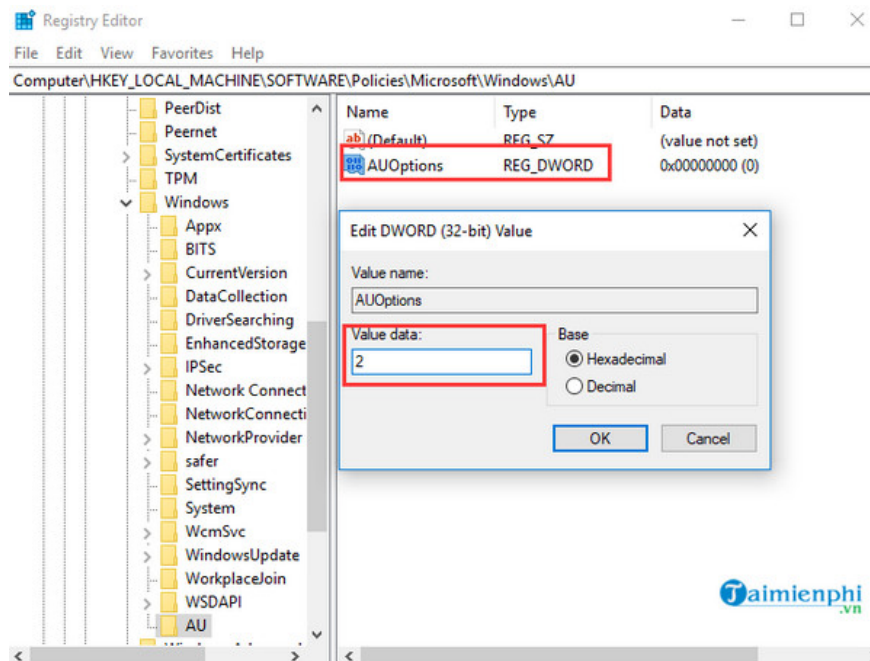 Registry Editor
File Edit View Favorites Help
Computer\HKEY_LOCAL_MACHINE\SOFTWARE\Policies\Microsoft\Windows\AU
PeerDist
Peernet
SystemCertificates
TPM
Windows
Appx
BITS
CurrentVersion
DataCollection
DriverSearching
EnhancedStorage
IPSec
Network Connect
NetworkConnecti
NetworkProvider
safer
SettingSync
System
WcmSvc
WindowsUpdate
WorkplaceJoin
WSDAPI
AU
Name Type Data
(Default) REG_SZ (value not set)
AUOptions REG_DWORD 0x00000000 (0)
Edit DWORD (32-bit) Value
Value name:
AUOptions
Value data:
2
Base
Hexadecimal
Decimal
OK Cancel
Taimienphi
.vn